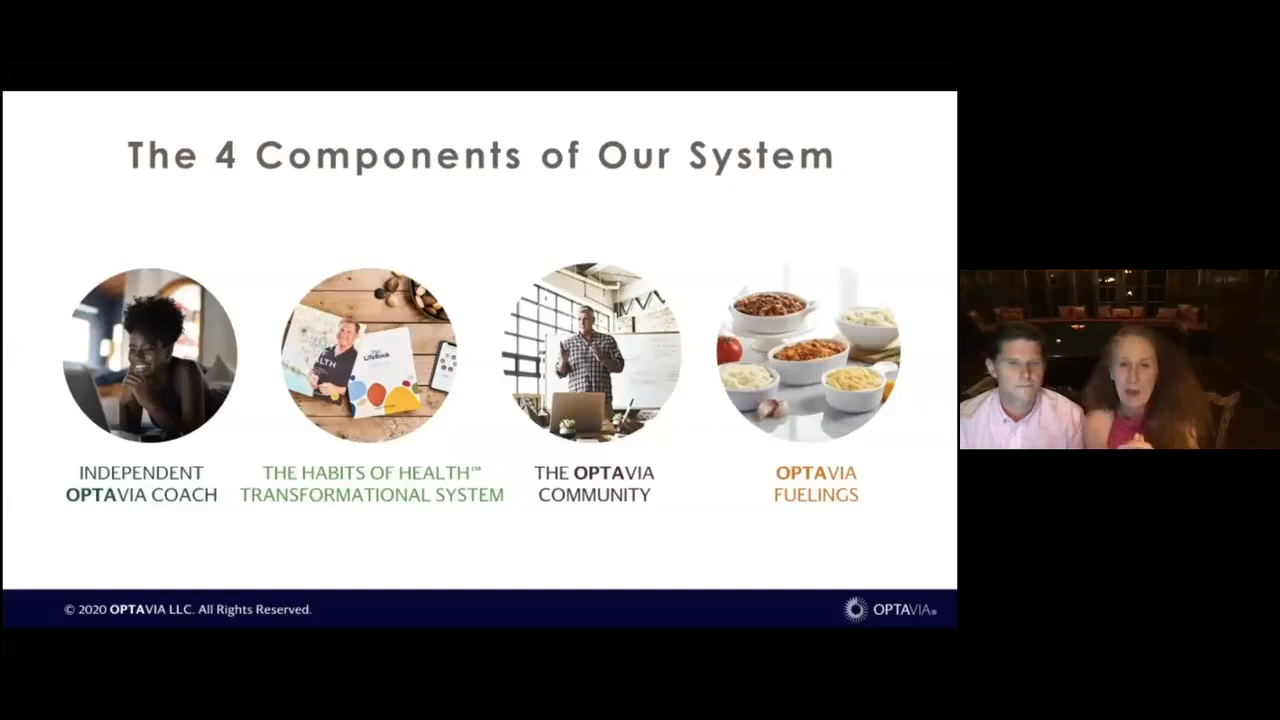 The 4 Components of Our System
LifeBook
INDEPENDENT
OPTAVIA COACH
THE HABITS OF HEALTH™
TRANSFORMATIONAL SYSTEM
THE OPTAVIA
COMMUNITY
OPTAVIA
FUELINGS
© 2020 OPTAVIA LLC. All Rights Reserved.
OPTAVIA®